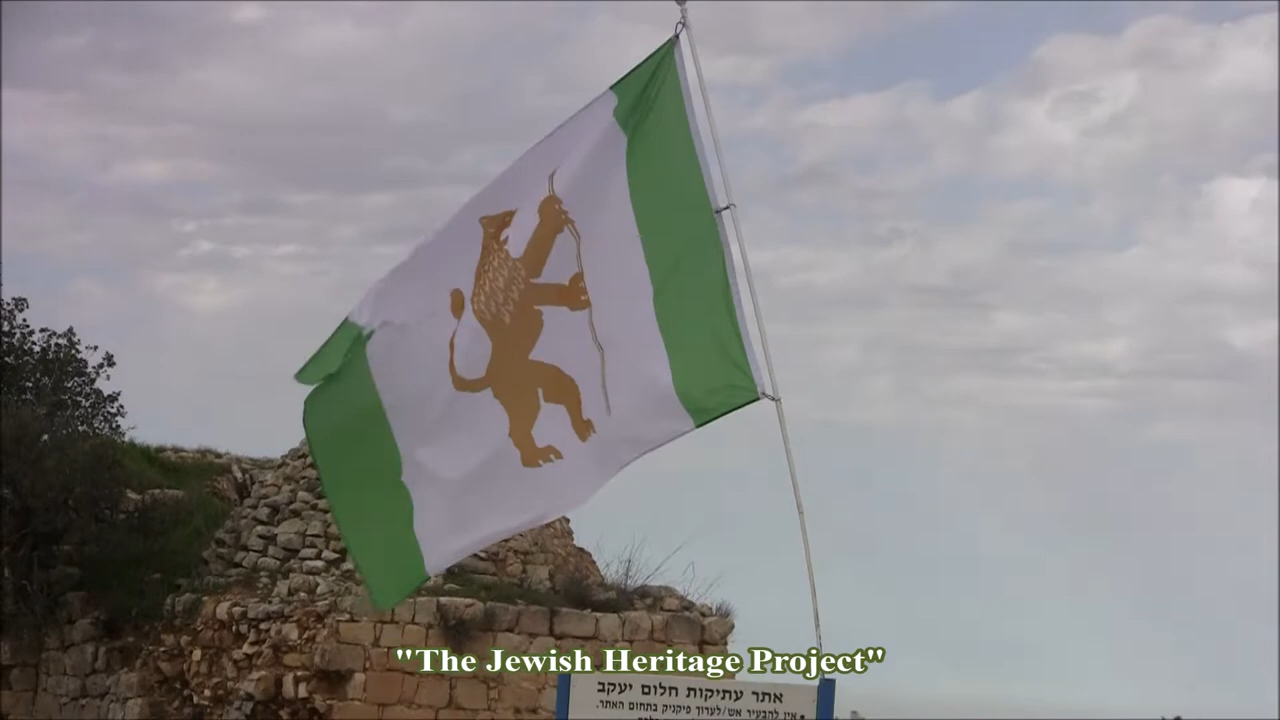 "The Jewish Heritage Project"
אתר עתיקות חלום יעקב
• אין להבעיר אש/לערוך פיקניק בתחום האתר.